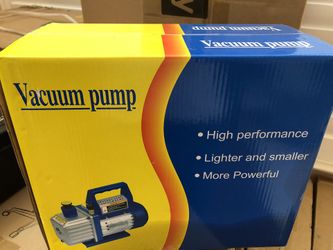 Vacuum pump
Vacuum pump
• High performance
• Lighter and smaller
• More Powerful